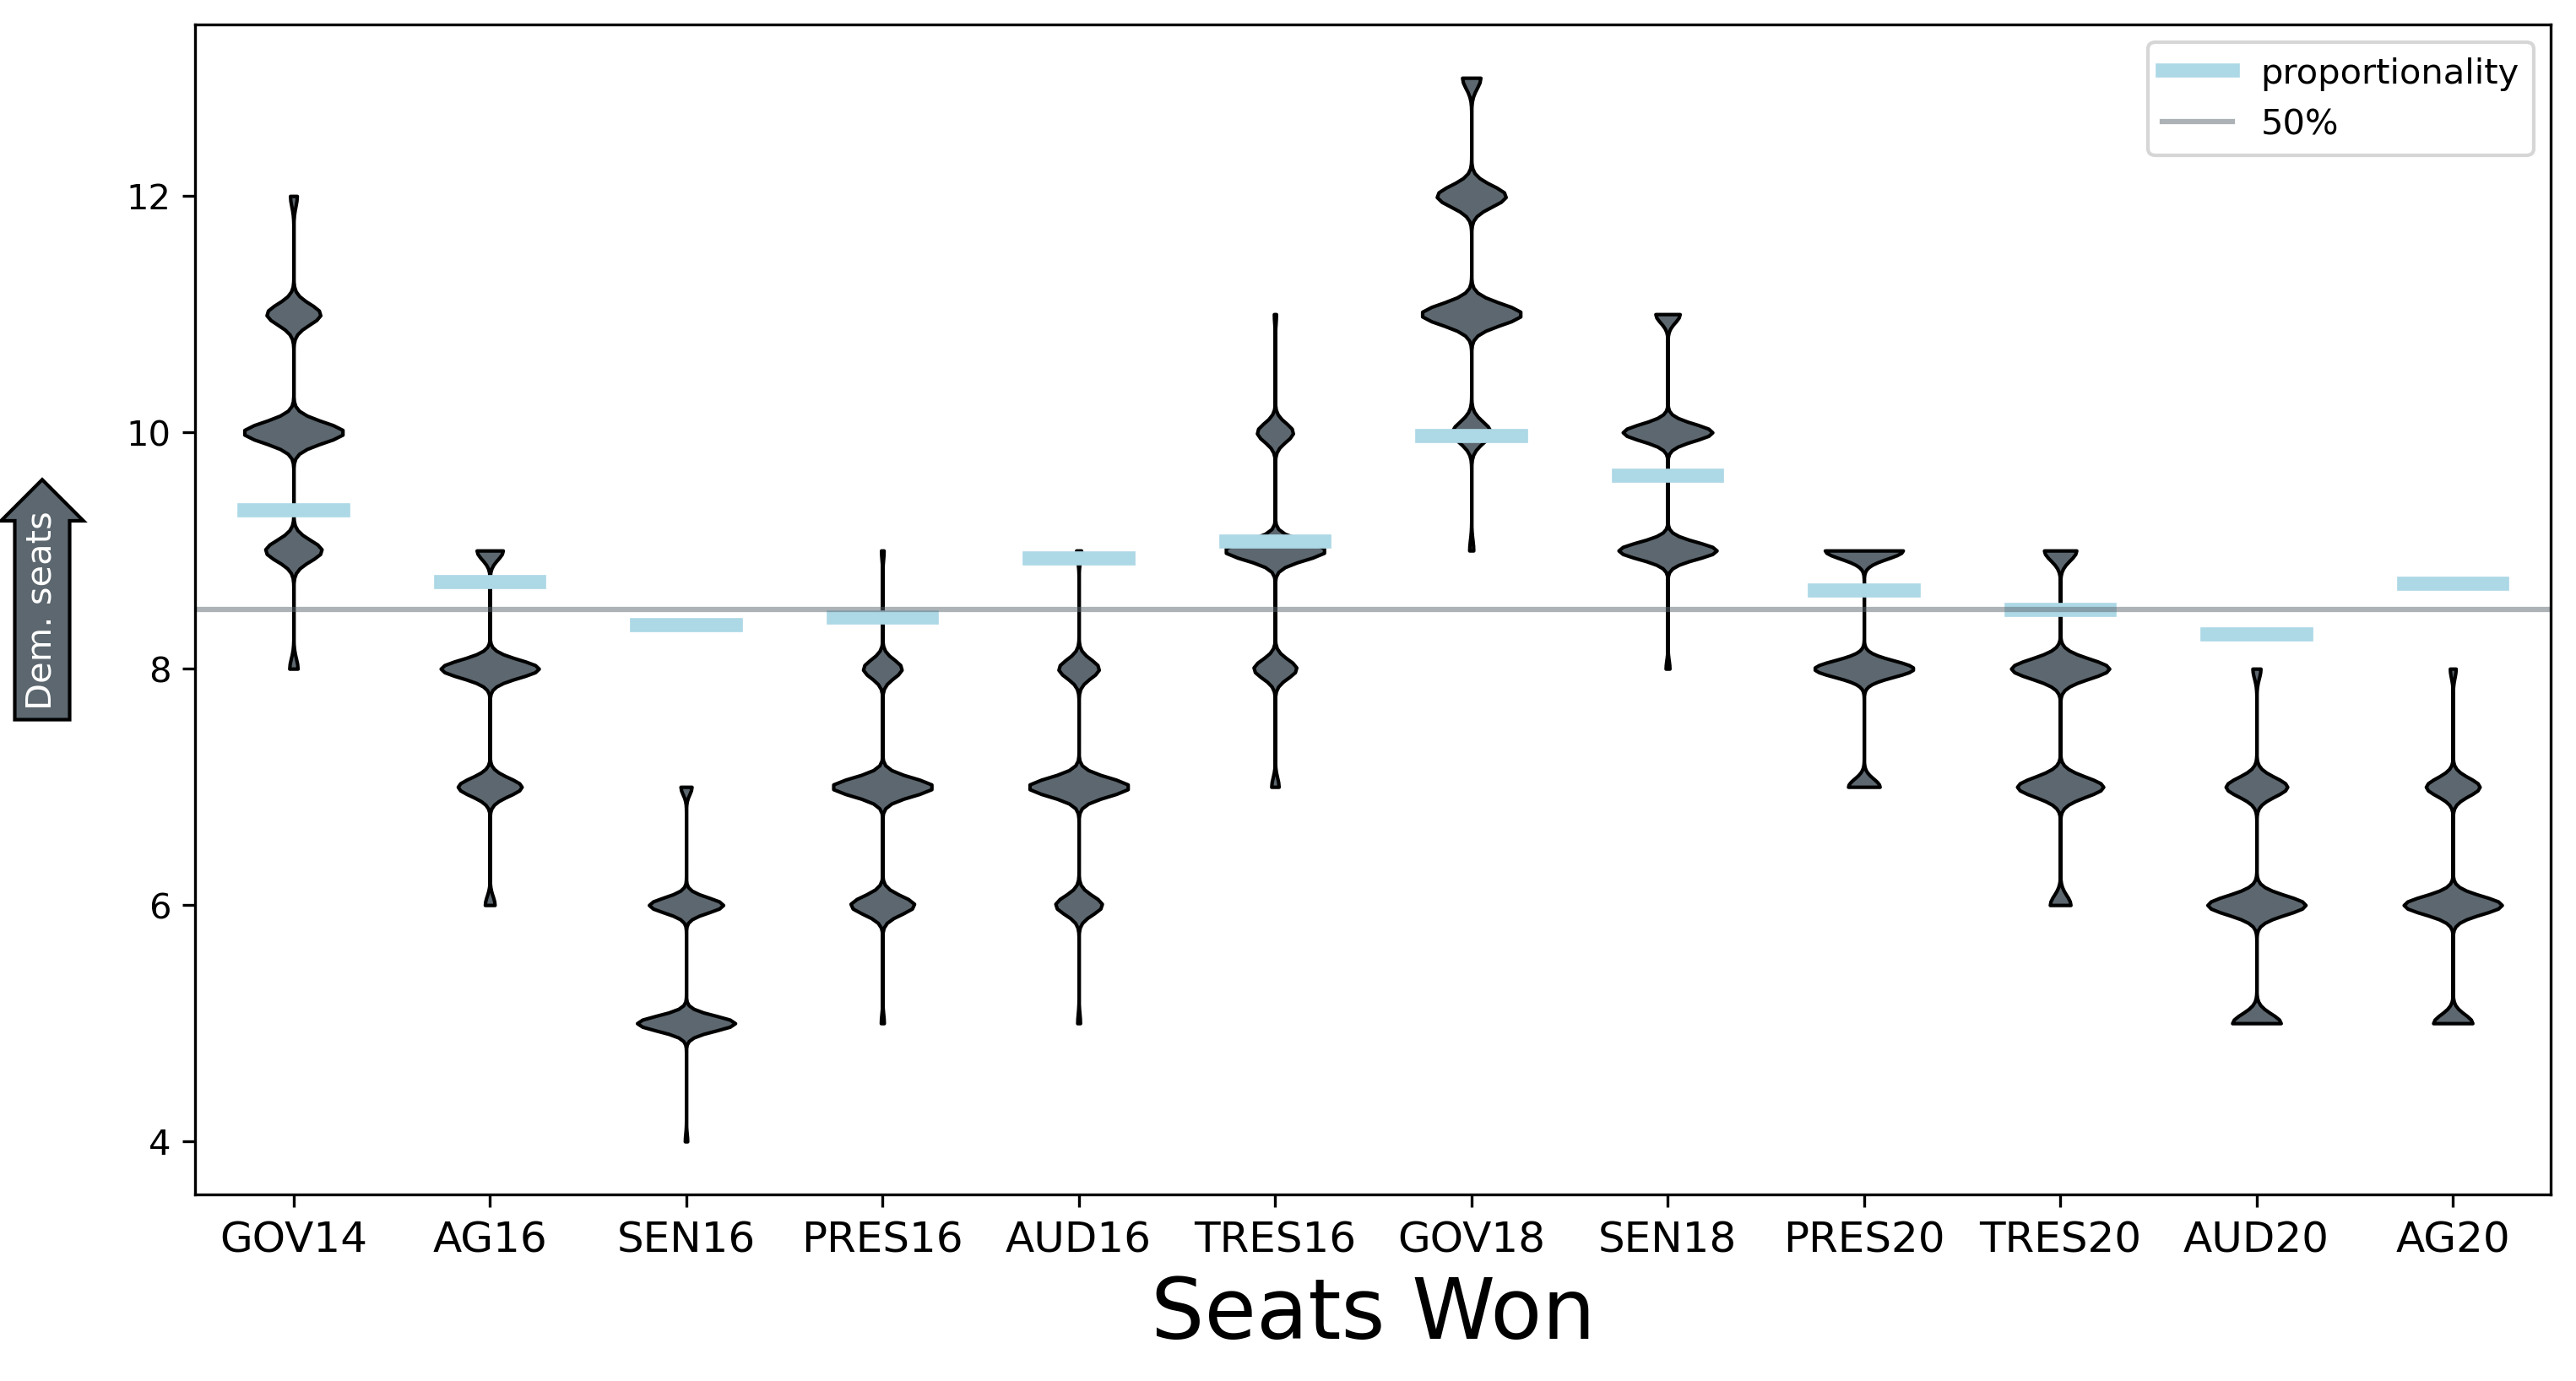 proportionality
50%
12
10
8
6
4
Dem. seats
GOV14 AG16 SEN16 PRES16 AUD16 TRES16 GOV18 SEN18 PRES20 TRES20 AUD20 AG20
Seats Won